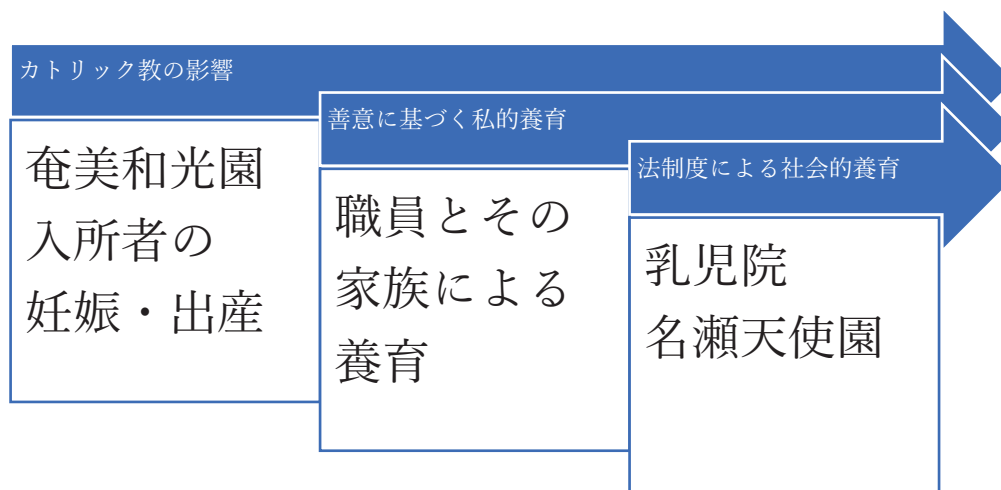 カトリック教の影響
奄美和光園
入所者の
妊娠・出産
善意に基づく私的養育
職員とその
家族による
養育
法制度による社会的養育
乳児院
名瀬天使園